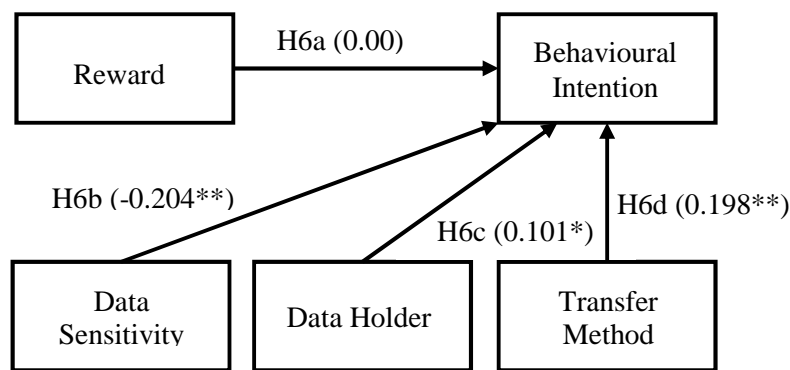 H6a (0.00)
Reward
Behavioural
Intention
H6b (-0.204**)
H6c (0.101*)
H6d (0.198**)
Data
Sensitivity
Data Holder
Transfer
Method